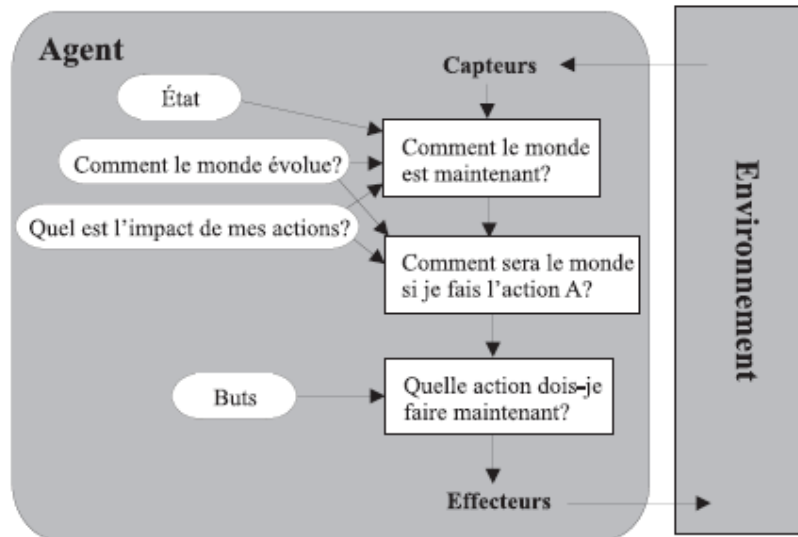 Agent
Capteurs
État
Comment le monde
est maintenant?
Comment le monde évolue?
Quel est l'impact de mes actions?
Comment sera le monde
si je fais l'action A?
Buts
Quelle action dois-je
faire maintenant?
Effecteurs
Environnement